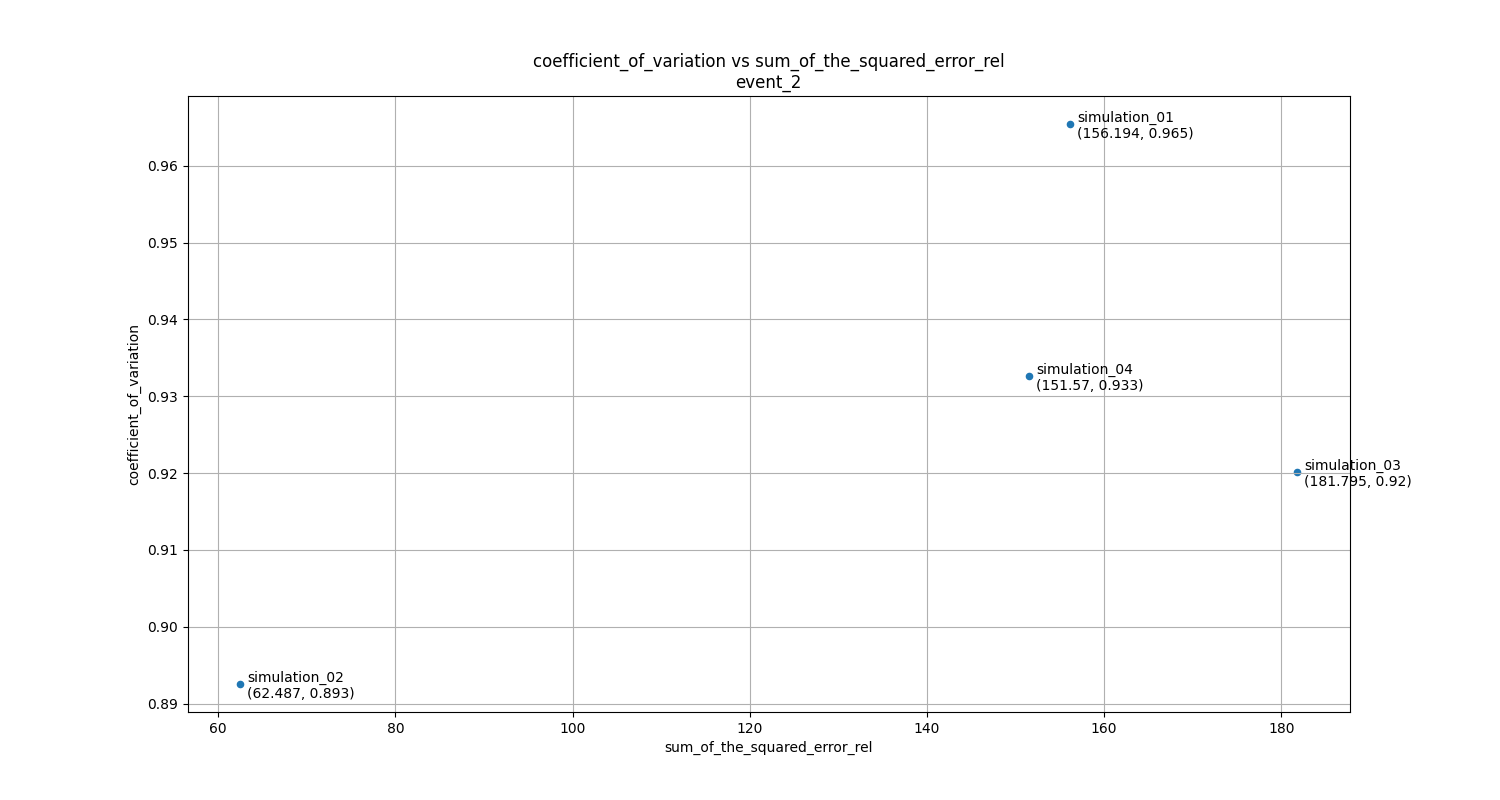 coefficient_of_variation vs sum_of_the_squared_error_rel
event_2
simulation_01
(156.194, 0.965)
0.96
0.95
0.94
simulation_04
(151.57, 0.933)
0.93
coefficient_of_variation
simulation_03
(181.795, 0.92)
0.92
0.91
0.90
simulation_02
(62.487, 0.893)
0.89
60 80 100 120 140 160 180
sum_of_the_squared_error_rel